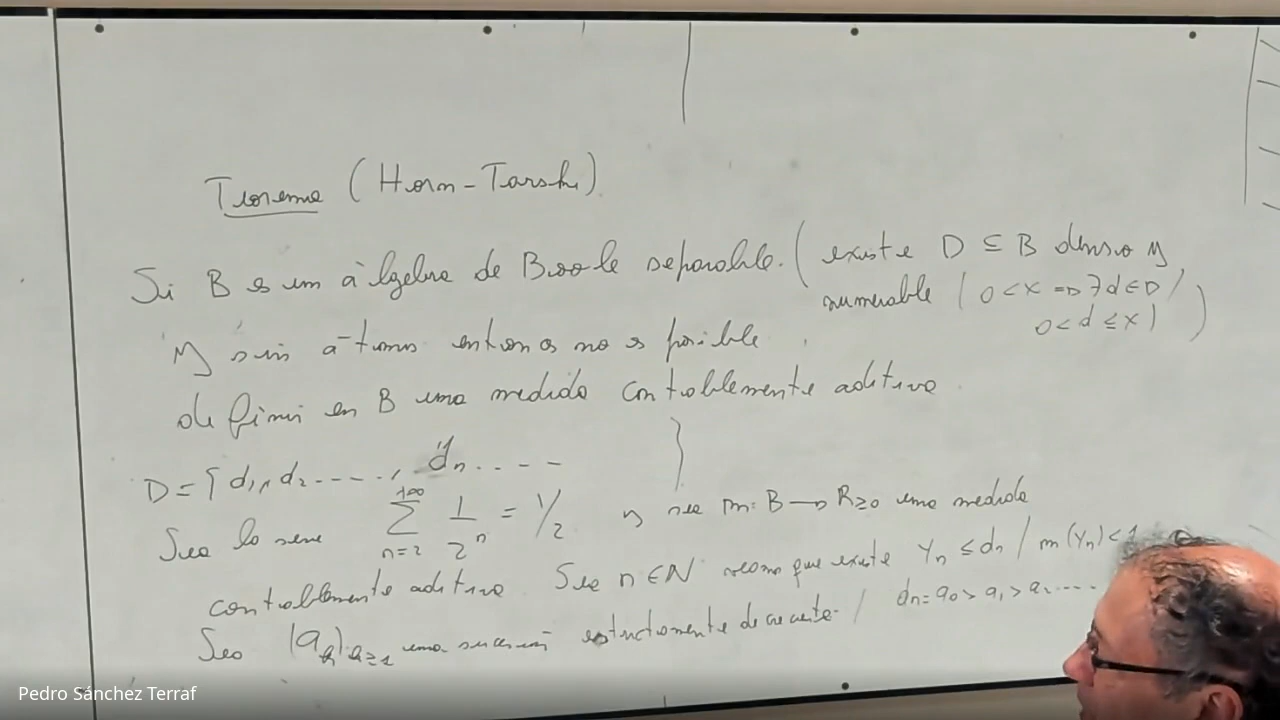 Teorema (Horn-Tarski)
Si B es un álgebra de Boole separable. (existe D ⊆ B denso y
numerable (0<x ⇒ ∃d∈D /
0<d≤x) )
y sin átomos entonces no es posible
definir en B una medida contablemente aditiva
D = { d₁, d₂ ....., dₙ .... }
Sea la serie ∑_{n=2}^{+∞} 1/2ⁿ = 1/2 y sea m: B → R≥0 una medida
contablemente aditiva Sea n∈N veamos que existe Yₙ ≤ dₙ / m(Yₙ) <
Sea (a )  ≥1 una sucesión estrictamente decreciente / dₙ = a₀ > a₁ > a₂ .....
Pedro Sánchez Terraf